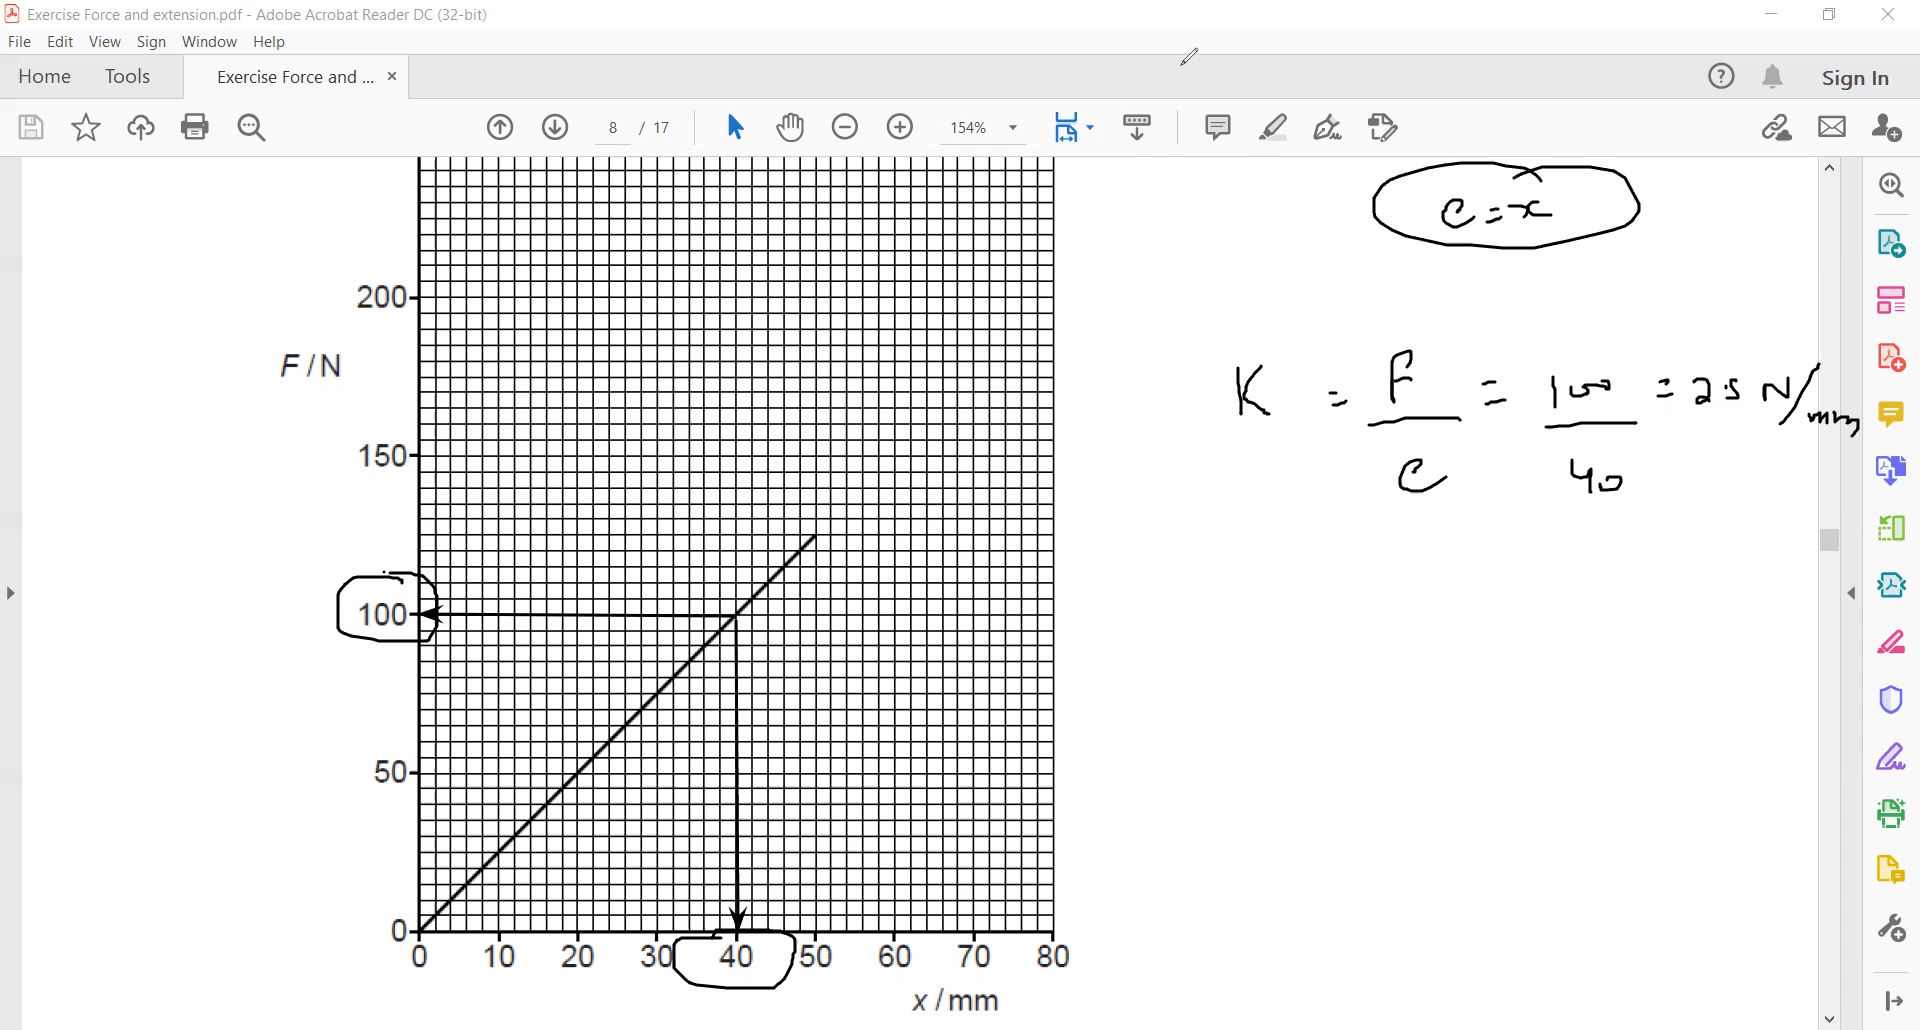 Exercise Force and extension.pdf - Adobe Acrobat Reader DC (32-bit)
File Edit View Sign Window Help
Home Tools Exercise Force and ... × Sign In
8 / 17 154%
e = x
200
F / N
K = F = 100 = 2.5 N/mm
e 40
150
100
50
0
0 10 20 30 40 50 60 70 80
x / mm